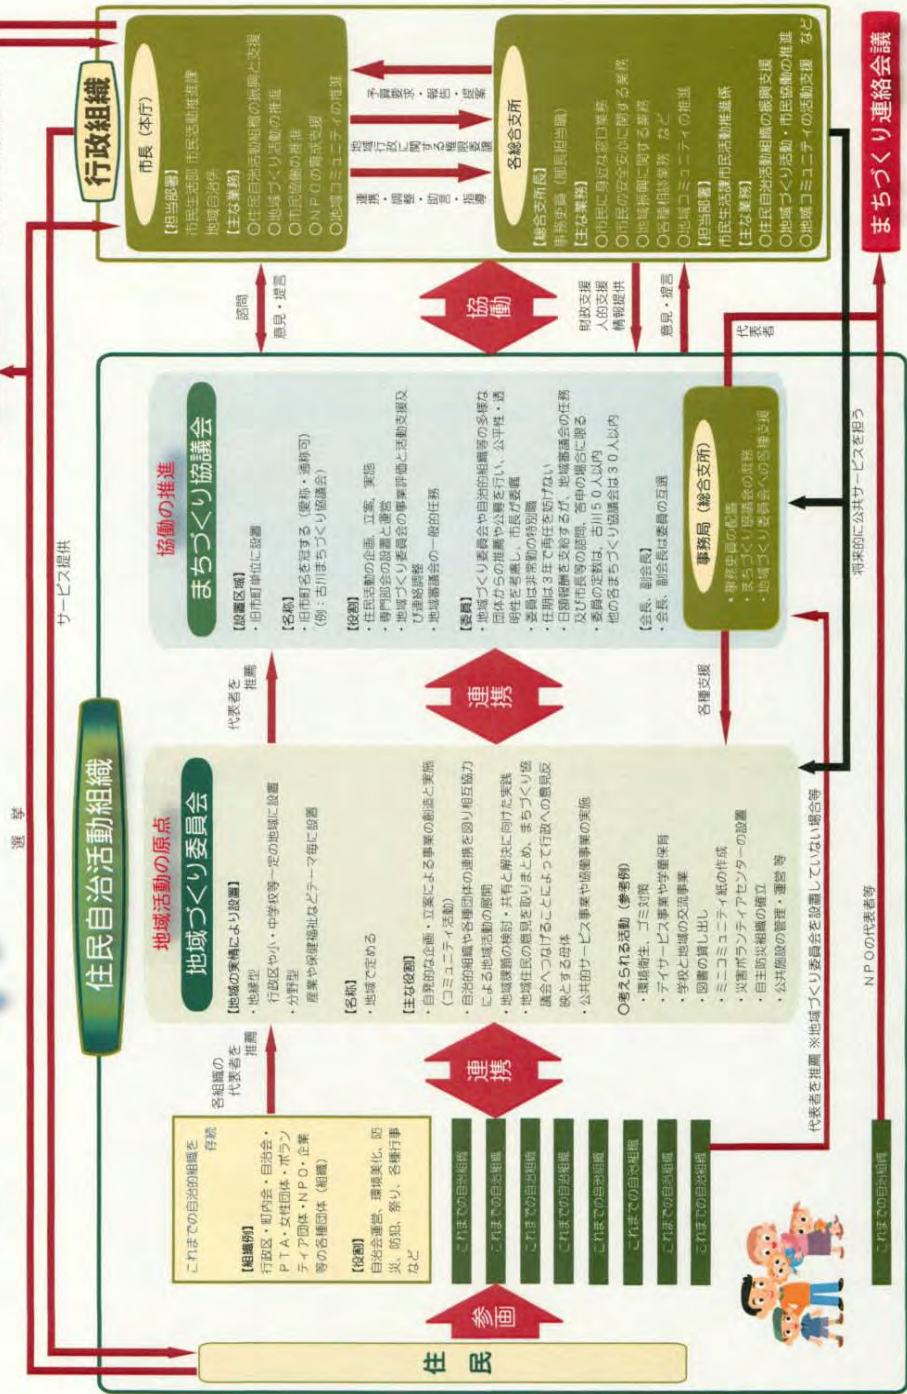 選挙
サービス提供
住民自治活動組織
住民
参画
これまでの自治的組織を
存続
【組織例】
行政区・町内会・自治会・
PTA・女性団体・ボラン
ティア団体・NPO・企業
等の各種団体（組織）
【役割】
自治会運営、環境美化、防
災、防犯、祭り、各種行事
など
これまでの自治組織
これまでの自治組織
これまでの自治組織
これまでの自治組織
これまでの自治組織
これまでの自治組織
これまでの自治組織
これまでの自治組織
各組織の
代表者を
推薦
連携
地域活動の原点
地域づくり委員会
【地域の実情により設置】
・地縁型
行政区や小・中学校等一定の地域に設置
・分野型
産業や保健福祉などテーマ毎に設置
【名称】
・地域で定める
【主な役割】
・自発的な企画・立案による事業の創造と実施
（コミュニティ活動）
・自治的組織や各種団体の連携を図り相互協力
による地域活動の展開
・地域課題の検討・共有と解決に向けた実践
・地域住民の意見を取りまとめ、まちづくり協
議会へつなげることによって行政への意見反
映とする母体
・公共的サービス事業や協働事業の実施
○考えられる活動（参考例）
・環境衛生、ゴミ対策
・デイサービス事業や学童保育
・学校と地域の交流事業
・図書の貸し出し
・ミニコミュニティ紙の作成
・災害ボランティアセンターの設置
・自主防災組織の確立
・公共施設の管理・運営 等
代表者を
推薦
連携
各種支援
代表者を推薦 ※地域づくり委員会を設置していない場合等
NPOの代表者等
協働の推進
まちづくり協議会
【設置区域】
・旧市町単位に設置
【名称】
・旧市町名を冠する（愛称・通称可）
（例：古川まちづくり協議会）
【役割】
・住民活動の企画、立案、実施
・専門部会の設置と運営
・地域づくり委員会の事業評価と活動支援及
び連絡調整
・地域審議会の一般的任務
【委員】
・地域づくり委員会や自治的組織等の多様な
団体からの推薦や公募を行い、公平性・透
明性を考慮し、市長が委嘱
・委員は非常勤の特別職
・任期は3年で再任を妨げない
・日額報酬を支給するが、地域審議会の任務
及び市長等の諮問、答申の場合に限る
・委員の定数は、古川50人以内
他の各まちづくり協議会は30人以内
【会長、副会長】
・会長、副会長は委員の互選
事務局（総合支所）
・事務吏員の配置
・まちづくり協議会の庶務
・地域づくり委員会への各種支援
諮問
意見・提言
協働
財政支援
人的支援
情報提供
意見・提言
代表者
将来的に公共サービスを担う
行政組織
市長（本庁）
【担当部署】
市民生活部 市民活動推進課
地域自治係
【主な業務】
○住民自治活動組織の振興と支援
○地域づくり活動の推進
○市民協働の推進
○NPOの育成支援
○地域コミュニティの推進
予算要求・報告・提案
地域行政に関する権限委譲
連携・調整・助言・指導
各総合支所
【総合支所長】
事務吏員（部長担当職）
【主な業務】
○市民に身近な窓口業務
○市民の安全安心に関する業務
○地域振興に関する業務
○各種相談業務 など
○地域コミュニティの推進
【担当部署】
市民生活課市民活動推進係
【主な業務】
○住民自治活動組織の振興支援
○地域づくり活動・市民協働の推進
○地域コミュニティの活動支援 など
まちづくり連絡会議